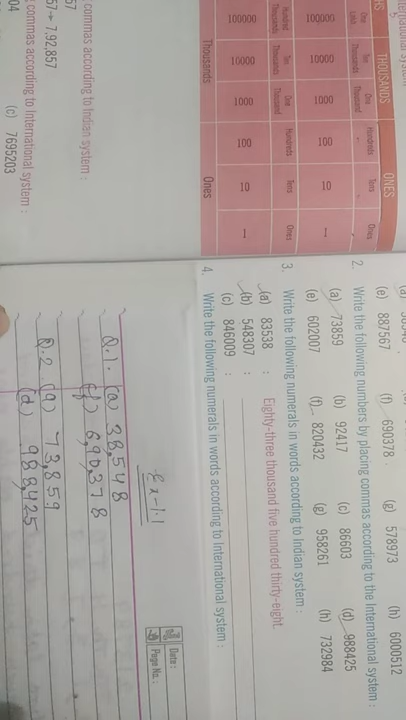 International System
THOUSANDS ONES
One Lakh Ten Thousands One Thousand Hundreds Tens Ones
100000 10000 1000 100 10 1
Hundred Thousands Ten Thousands One Thousand Hundreds Tens Ones
100000 10000 1000 100 10 1
Thousands Ones
commas according to Indian system :
57
57→ 7,92,857
commas according to International system :
04 (c) 7695203
(e) 887567 (f) 690378 (g) 578973 (h) 6000512
2. Write the following numbers by placing commas according to the International system :
(a) 73859 (b) 92417 (c) 86603 (d) 988425
(e) 602007 (f) 820432 (g) 958261 (h) 732984
3. Write the following numerals in words according to Indian system :
(a) 83538 : Eighty-three thousand five hundred thirty-eight.
(b) 548307 :
(c) 846009 :
4. Write the following numerals in words according to International system :
Date :
Page No. :
Ex-1.1
Q.1. (a) 38,548
(f) 6,90,378
Q.2 (a) 73,859
(d) 988,425